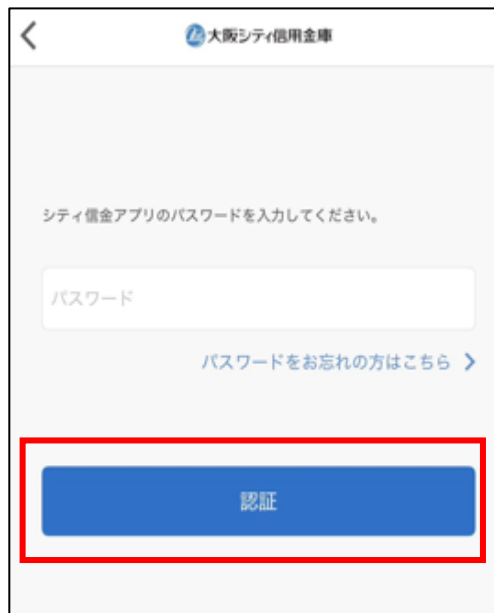 大阪シティ信用金庫
シティ信金アプリのパスワードを入力してください。
パスワード
パスワードをお忘れの方はこちら
認証